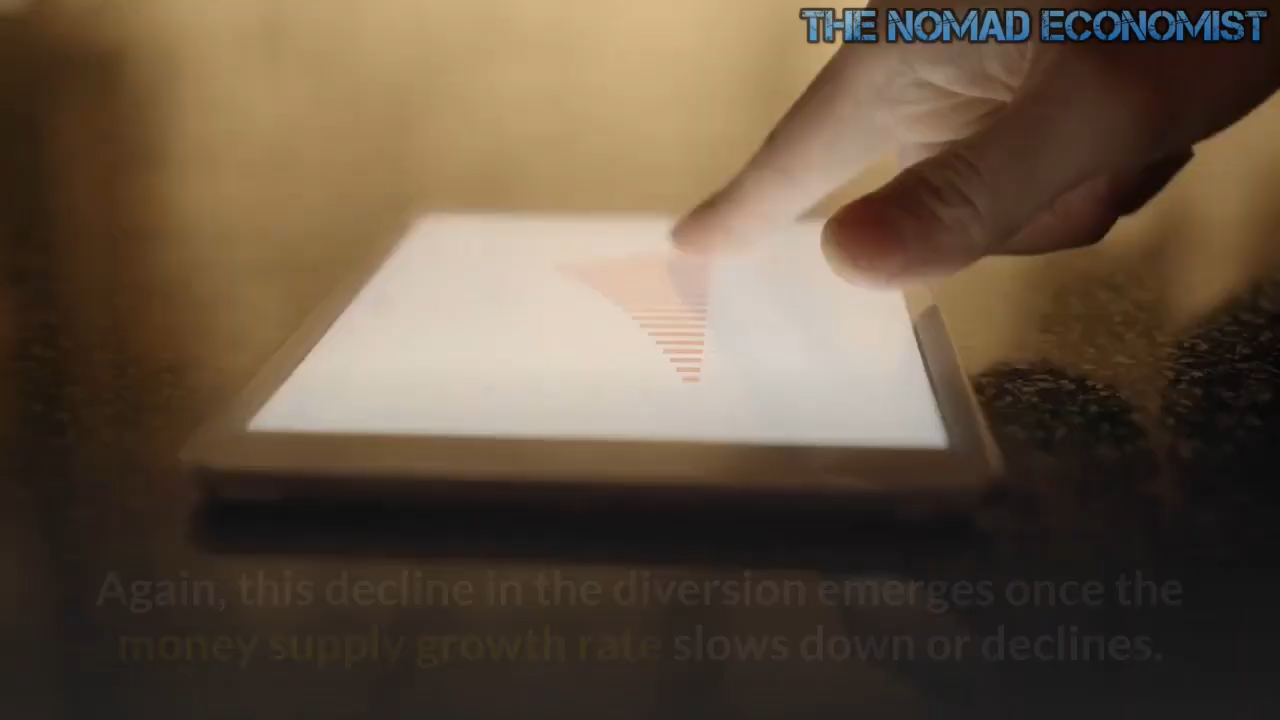 THE NOMAD ECONOMIST
Again, this decline in the diversion emerges once the
money supply growth rate slows down or declines.